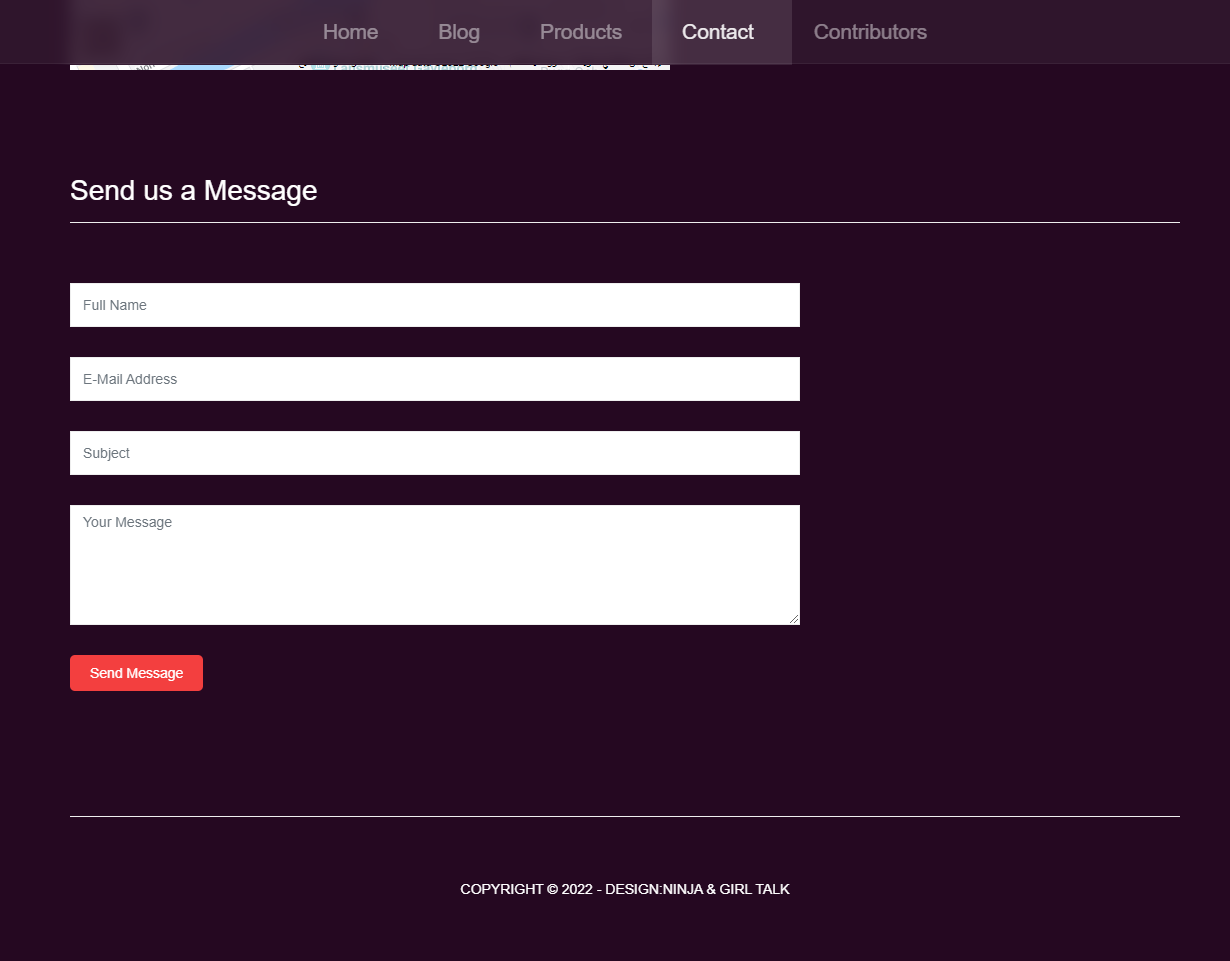 Home Blog Products Contact Contributors
Send us a Message
Full Name
E-Mail Address
Subject
Your Message
Send Message
COPYRIGHT © 2022 - DESIGN:NINJA & GIRL TALK